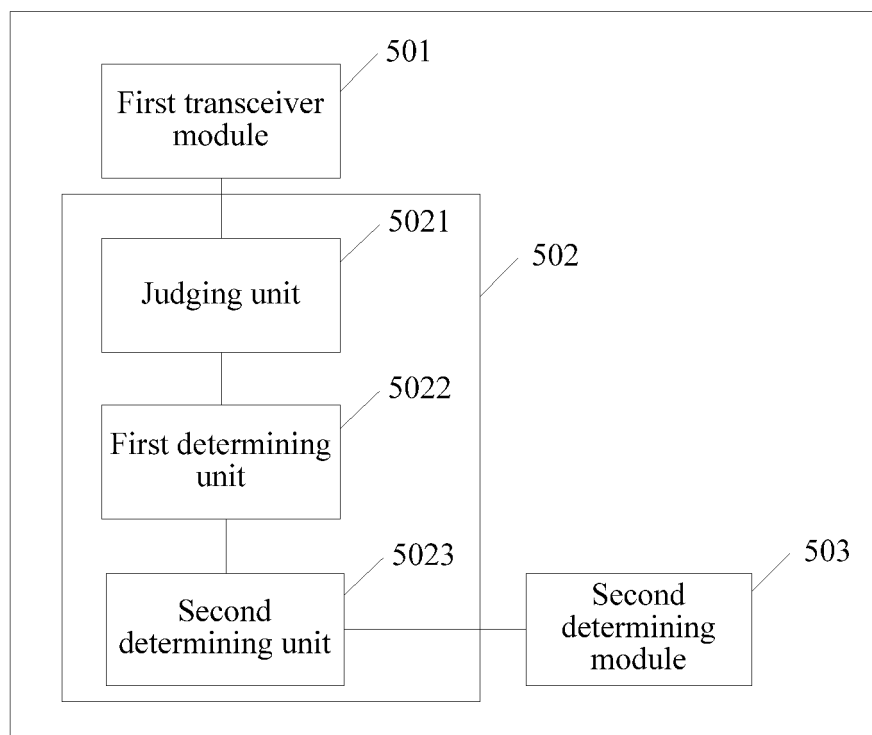 501
First transceiver
module
5021
Judging unit
502
5022
First determining
unit
5023
Second
determining unit
503
Second
determining
module